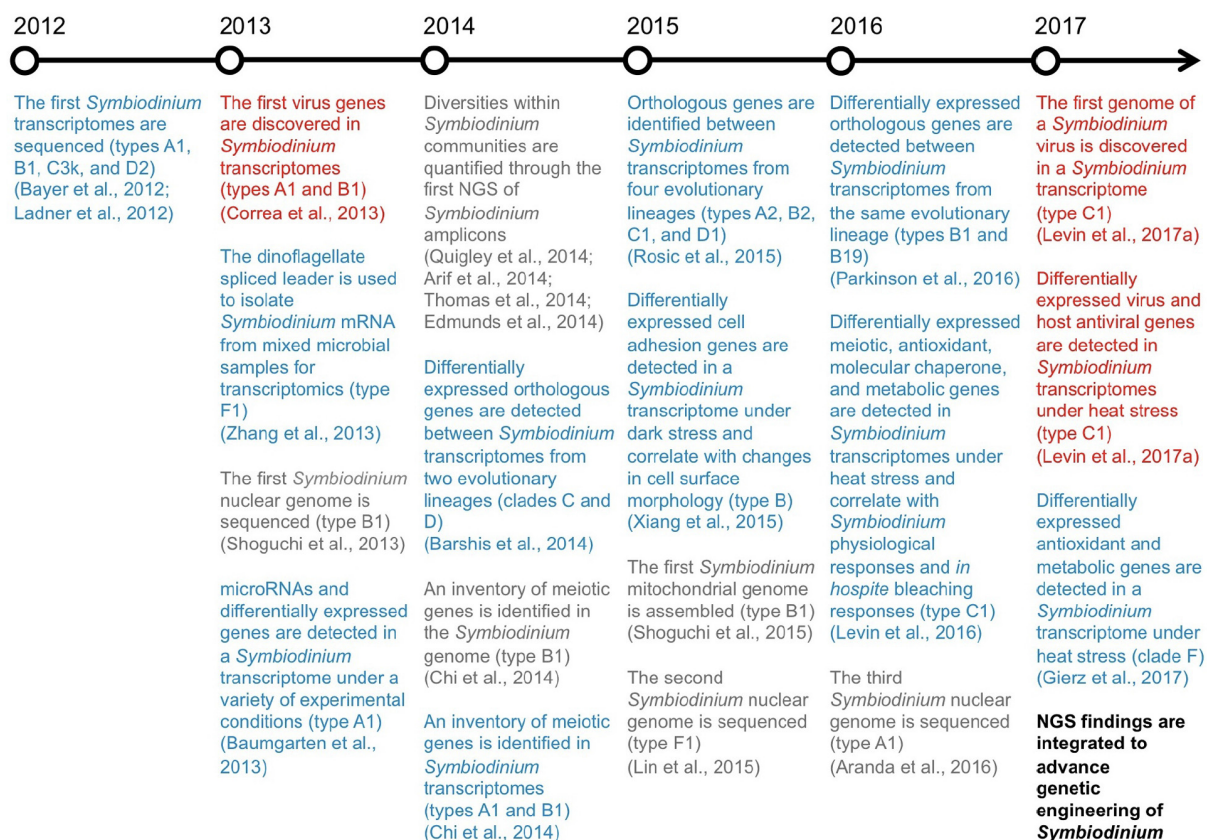 2012
2013
2014
2015
2016
2017
The first Symbiodinium
transcriptomes are
sequenced (types A1,
B1, C3k, and D2)
(Bayer et al., 2012;
Ladner et al., 2012)
The first virus genes
are discovered in
Symbiodinium
transcriptomes
(types A1 and B1)
(Correa et al., 2013)
The dinoflagellate
spliced leader is used
to isolate
Symbiodinium mRNA
from mixed microbial
samples for
transcriptomics (type
F1)
(Zhang et al., 2013)
The first Symbiodinium
nuclear genome is
sequenced (type B1)
(Shoguchi et al., 2013)
microRNAs and
differentially expressed
genes are detected in
a Symbiodinium
transcriptome under a
variety of experimental
conditions (type A1)
(Baumgarten et al.,
2013)
Diversities within
Symbiodinium
communities are
quantified through the
first NGS of
Symbiodinium
amplicons
(Quigley et al., 2014;
Arif et al., 2014;
Thomas et al., 2014;
Edmunds et al., 2014)
Differentially
expressed orthologous
genes are detected
between Symbiodinium
transcriptomes from
two evolutionary
lineages (clades C and
D)
(Barshis et al., 2014)
An inventory of meiotic
genes is identified in
the Symbiodinium
genome (type B1)
(Chi et al., 2014)
An inventory of meiotic
genes is identified in
Symbiodinium
transcriptomes
(types A1 and B1)
(Chi et al., 2014)
Orthologous genes are
identified between
Symbiodinium
transcriptomes from
four evolutionary
lineages (types A2, B2,
C1, and D1)
(Rosic et al., 2015)
Differentially
expressed cell
adhesion genes are
detected in a
Symbiodinium
transcriptome under
dark stress and
correlate with changes
in cell surface
morphology (type B)
(Xiang et al., 2015)
The first Symbiodinium
mitochondrial genome
is assembled (type B1)
(Shoguchi et al., 2015)
The second
Symbiodinium nuclear
genome is sequenced
(type F1)
(Lin et al., 2015)
Differentially expressed
orthologous genes are
detected between
Symbiodinium
transcriptomes from
the same evolutionary
lineage (types B1 and
B19)
(Parkinson et al., 2016)
Differentially expressed
meiotic, antioxidant,
molecular chaperone,
and metabolic genes
are detected in
Symbiodinium
transcriptomes under
heat stress and
correlate with
Symbiodinium
physiological
responses and in
hospite bleaching
responses (type C1)
(Levin et al., 2016)
The third
Symbiodinium nuclear
genome is sequenced
(type A1)
(Aranda et al., 2016)
The first genome of
a Symbiodinium
virus is discovered
in a Symbiodinium
transcriptome
(type C1)
(Levin et al., 2017a)
Differentially
expressed virus and
host antiviral genes
are detected in
Symbiodinium
transcriptomes
under heat stress
(type C1)
(Levin et al., 2017a)
Differentially
expressed
antioxidant and
metabolic genes are
detected in a
Symbiodinium
transcriptome under
heat stress (clade F)
(Gierz et al., 2017)
NGS findings are
integrated to
advance
genetic
engineering of
Symbiodinium